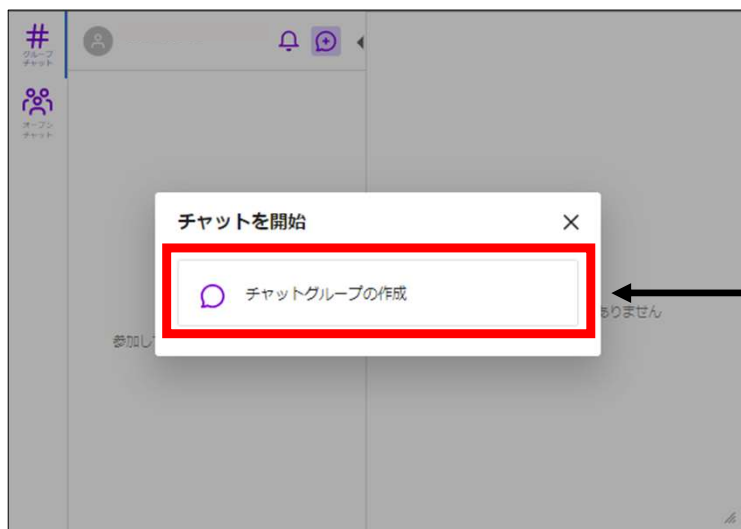 グループ
チャット
オープン
チャット
チャットを開始
チャットグループの作成
参加し
ありません